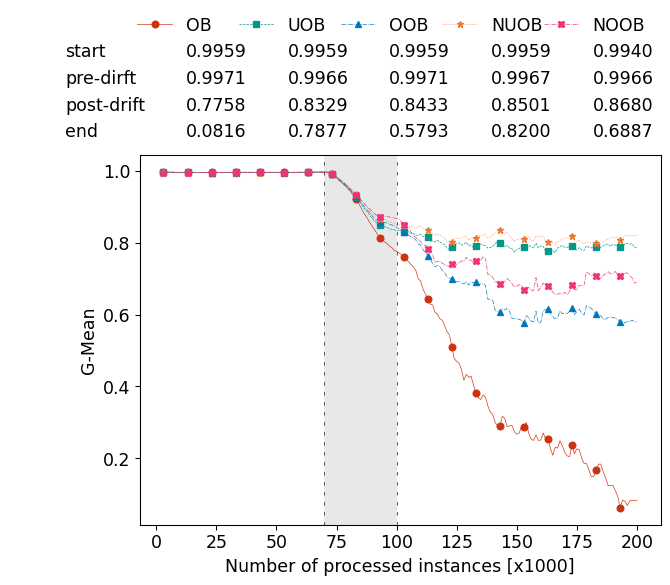 OB UOB OOB NUOB NOOB
start 0.9959 0.9959 0.9959 0.9959 0.9940
pre-dirft 0.9971 0.9966 0.9971 0.9967 0.9966
post-drift 0.7758 0.8329 0.8433 0.8501 0.8680
end 0.0816 0.7877 0.5793 0.8200 0.6887
1.0
0.8
0.6
0.4
0.2
G-Mean
0 25 50 75 100 125 150 175 200
Number of processed instances [x1000]